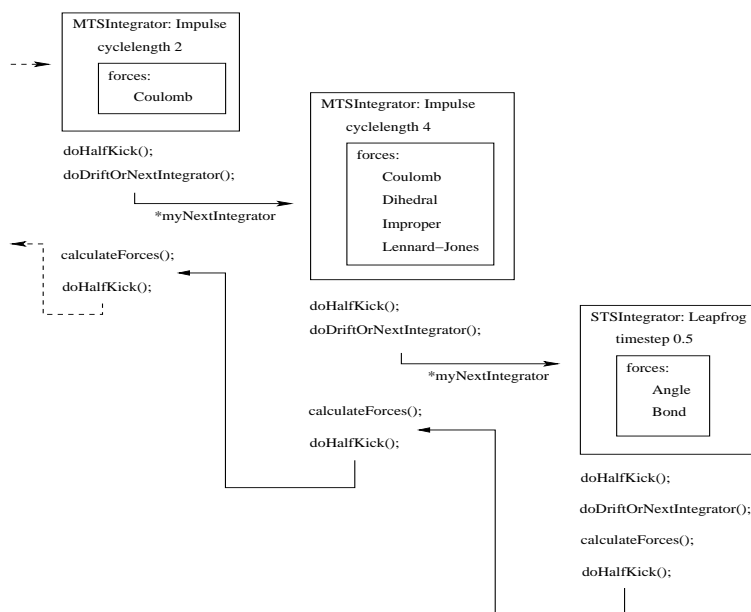 MTSIntegrator: Impulse
cyclelength 2
forces:
Coulomb
doHalfKick();
doDriftOrNextIntegrator();
*myNextIntegrator
calculateForces();
doHalfKick();
MTSIntegrator: Impulse
cyclelength 4
forces:
Coulomb
Dihedral
Improper
Lennard−Jones
doHalfKick();
doDriftOrNextIntegrator();
*myNextIntegrator
calculateForces();
doHalfKick();
STSIntegrator: Leapfrog
timestep 0.5
forces:
Angle
Bond
doHalfKick();
doDriftOrNextIntegrator();
calculateForces();
doHalfKick();